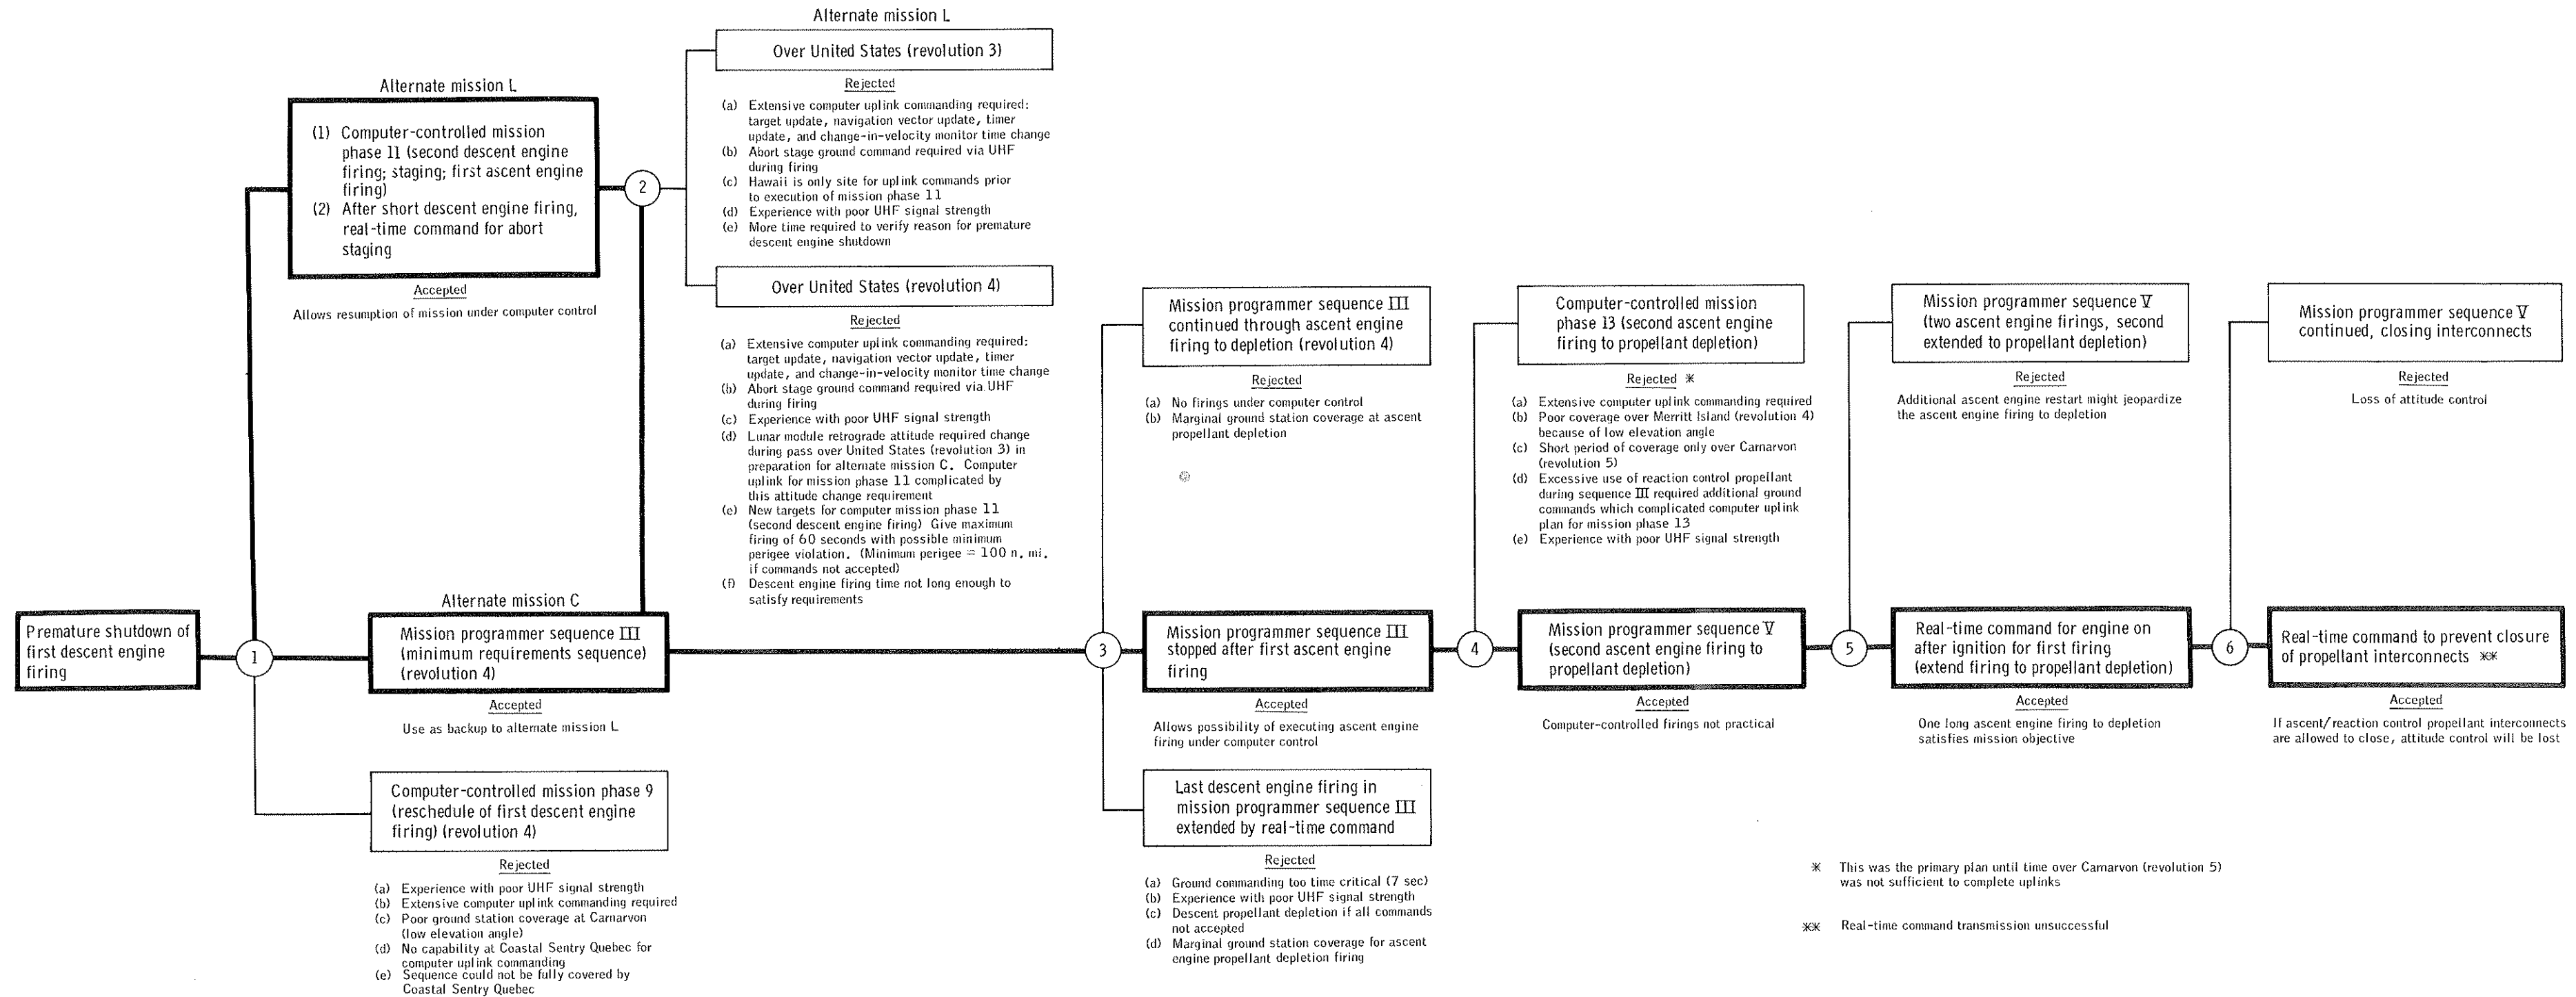 Alternate mission L
Over United States (revolution 3)
Rejected
(a) Extensive computer uplink commanding required:
target update, navigation vector update, timer
update, and change-in-velocity monitor time change
(b) Abort stage ground command required via UHF
during firing
(c) Hawaii is only site for uplink commands prior
to execution of mission phase 11
(d) Experience with poor UHF signal strength
(e) More time required to verify reason for premature
descent engine shutdown
Alternate mission L
(1) Computer-controlled mission
phase 11 (second descent engine
firing; staging; first ascent engine
firing)
(2) After short descent engine firing,
real-time command for abort
staging
Accepted
Allows resumption of mission under computer control
2
Over United States (revolution 4)
Rejected
(a) Extensive computer uplink commanding required:
target update, navigation vector update, timer
update, and change-in-velocity monitor time change
(b) Abort stage ground command required via UHF
during firing
(c) Experience with poor UHF signal strength
(d) Lunar module retrograde attitude required change
during pass over United States (revolution 3) in
preparation for alternate mission C. Computer
uplink for mission phase 11 complicated by
this attitude change requirement
(e) New targets for computer mission phase 11
(second descent engine firing) Give maximum
firing of 60 seconds with possible minimum
perigee violation. (Minimum perigee = 100 n. mi.
if commands not accepted)
(f) Descent engine firing time not long enough to
satisfy requirements
Mission programmer sequence III
continued through ascent engine
firing to depletion (revolution 4)
Rejected
(a) No firings under computer control
(b) Marginal ground station coverage at ascent
propellant depletion
Computer-controlled mission
phase 13 (second ascent engine
firing to propellant depletion)
Rejected *
(a) Extensive computer uplink commanding required
(b) Poor coverage over Merritt Island (revolution 4)
because of low elevation angle
(c) Short period of coverage only over Carnarvon
(revolution 5)
(d) Excessive use of reaction control propellant
during sequence III required additional ground
commands which complicated computer uplink
plan for mission phase 13
(e) Experience with poor UHF signal strength
Mission programmer sequence V
(two ascent engine firings, second
extended to propellant depletion)
Rejected
Additional ascent engine restart might jeopardize
the ascent engine firing to depletion
Mission programmer sequence V
continued, closing interconnects
Rejected
Loss of attitude control
Premature shutdown of
first descent engine
firing
1
Alternate mission C
Mission programmer sequence III
(minimum requirements sequence)
(revolution 4)
Accepted
Use as backup to alternate mission L
3
Mission programmer sequence III
stopped after first ascent engine
firing
Accepted
Allows possibility of executing ascent engine
firing under computer control
4
Mission programmer sequence V
(second ascent engine firing to
propellant depletion)
Accepted
Computer-controlled firings not practical
5
Real-time command for engine on
after ignition for first firing
(extend firing to propellant depletion)
Accepted
One long ascent engine firing to depletion
satisfies mission objective
6
Real-time command to prevent closure
of propellant interconnects **
Accepted
If ascent/reaction control propellant interconnects
are allowed to close, attitude control will be lost
Computer-controlled mission phase 9
(reschedule of first descent engine
firing) (revolution 4)
Rejected
(a) Experience with poor UHF signal strength
(b) Extensive computer uplink commanding required
(c) Poor ground station coverage at Carnarvon
(low elevation angle)
(d) No capability at Coastal Sentry Quebec for
computer uplink commanding
(e) Sequence could not be fully covered by
Coastal Sentry Quebec
Last descent engine firing in
mission programmer sequence III
extended by real-time command
Rejected
(a) Ground commanding too time critical (7 sec)
(b) Experience with poor UHF signal strength
(c) Descent propellant depletion if all commands
not accepted
(d) Marginal ground station coverage for ascent
engine propellant depletion firing
* This was the primary plan until time over Carnarvon (revolution 5)
was not sufficient to complete uplinks
** Real-time command transmission unsuccessful